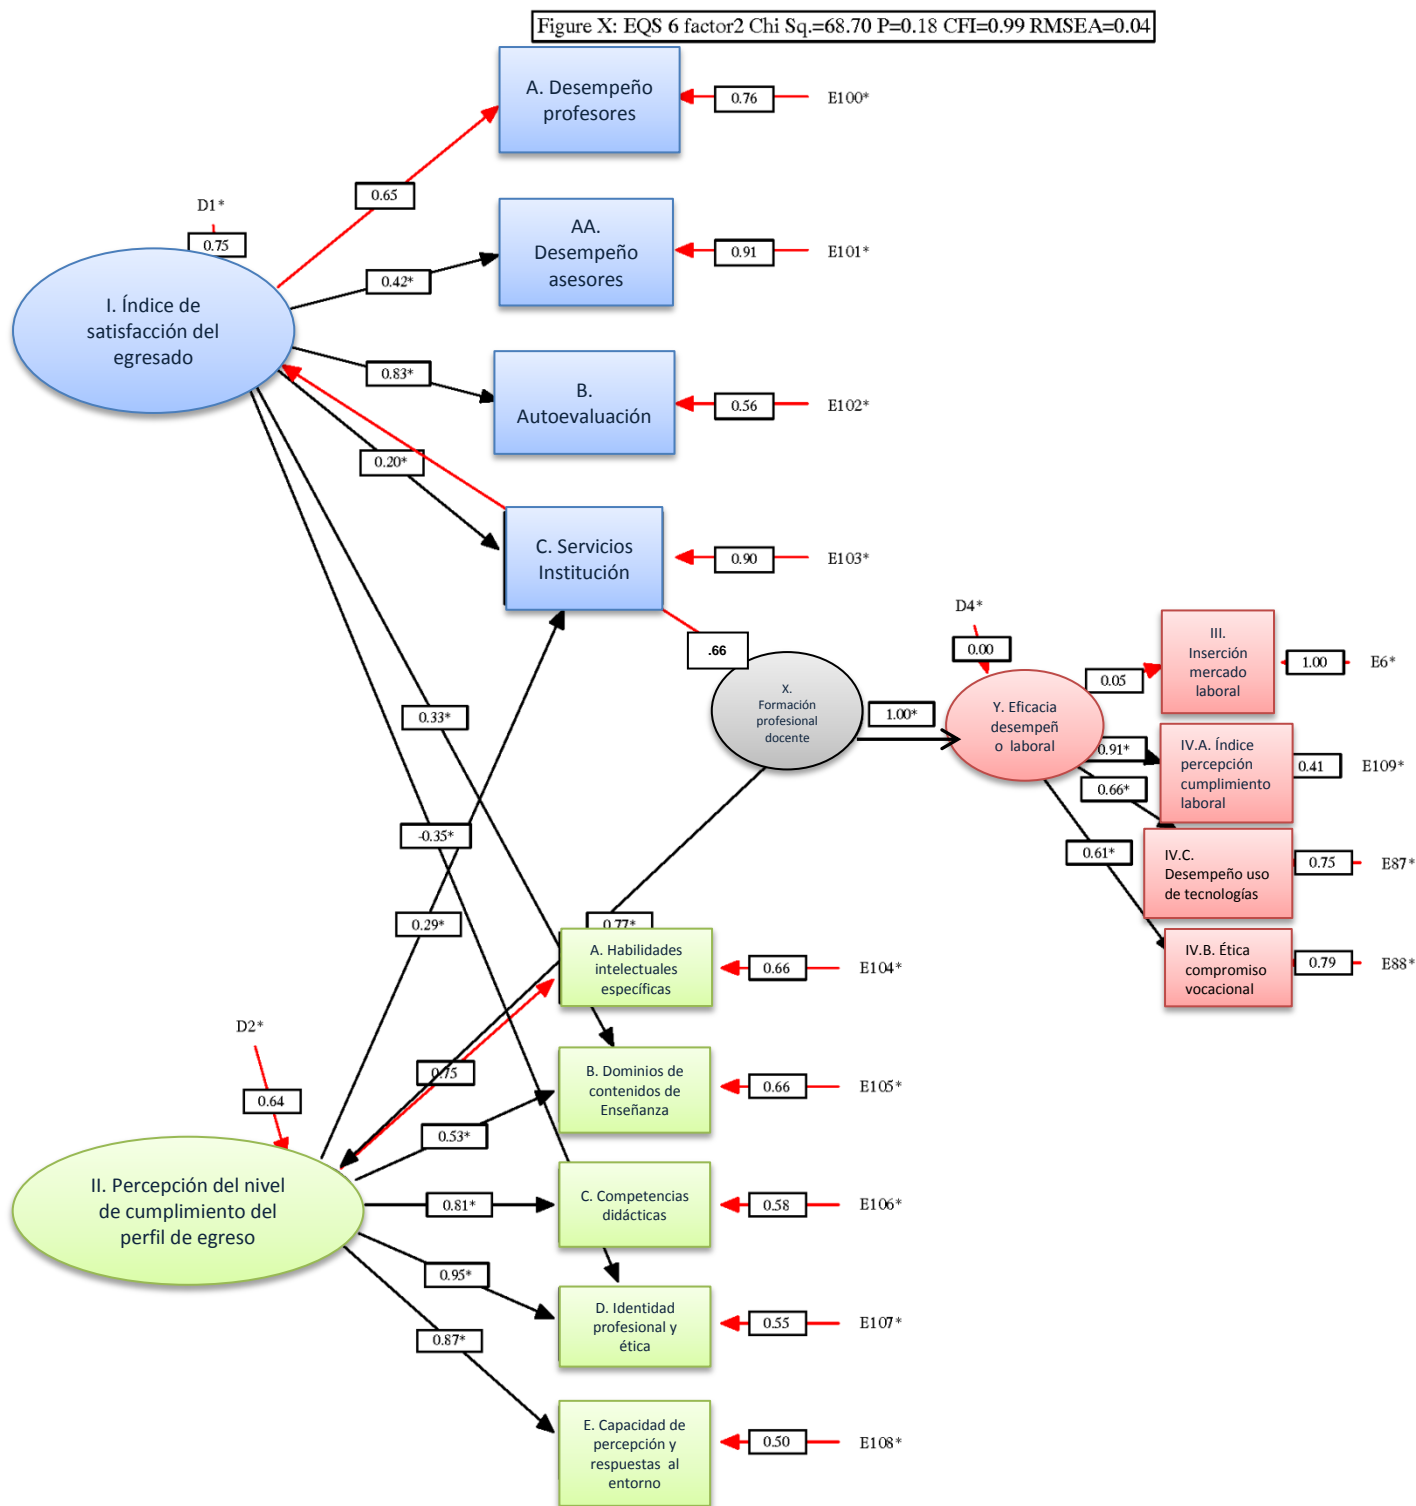 Figure X: EQS 6 factor2 Chi Sq.=68.70 P=0.18 CFI=0.99 RMSEA=0.04
A. Desempeño
profesores
0.76
E100*
0.65
D1*
0.75
AA.
Desempeño
asesores
0.91
E101*
0.42*
I. Índice de
satisfacción del
egresado
0.83*
B.
Autoevaluación
0.56
E102*
0.20*
C. Servicios
Institución
0.90
E103*
.66
D4*
0.00
III.
Inserción
mercado
laboral
1.00
E6*
0.05
X.
Formación
profesional
docente
1.00*
Y. Eficacia
desempeñ
o laboral
0.33*
0.91*
IV.A. Índice
percepción
cumplimiento
laboral
0.41
E109*
0.66*
-0.35*
0.61*
IV.C.
Desempeño uso
de tecnologías
0.75
E87*
0.29*
0.77*
A. Habilidades
intelectuales
específicas
0.66
E104*
IV.B. Ética
compromiso
vocacional
0.79
E88*
D2*
0.64
0.75
B. Dominios de
contenidos de
Enseñanza
0.66
E105*
0.53*
II. Percepción del nivel
de cumplimiento del
perfil de egreso
0.81*
C. Competencias
didácticas
0.58
E106*
0.95*
D. Identidad
profesional y
ética
0.55
E107*
0.87*
E. Capacidad de
percepción y
respuestas al
entorno
0.50
E108*